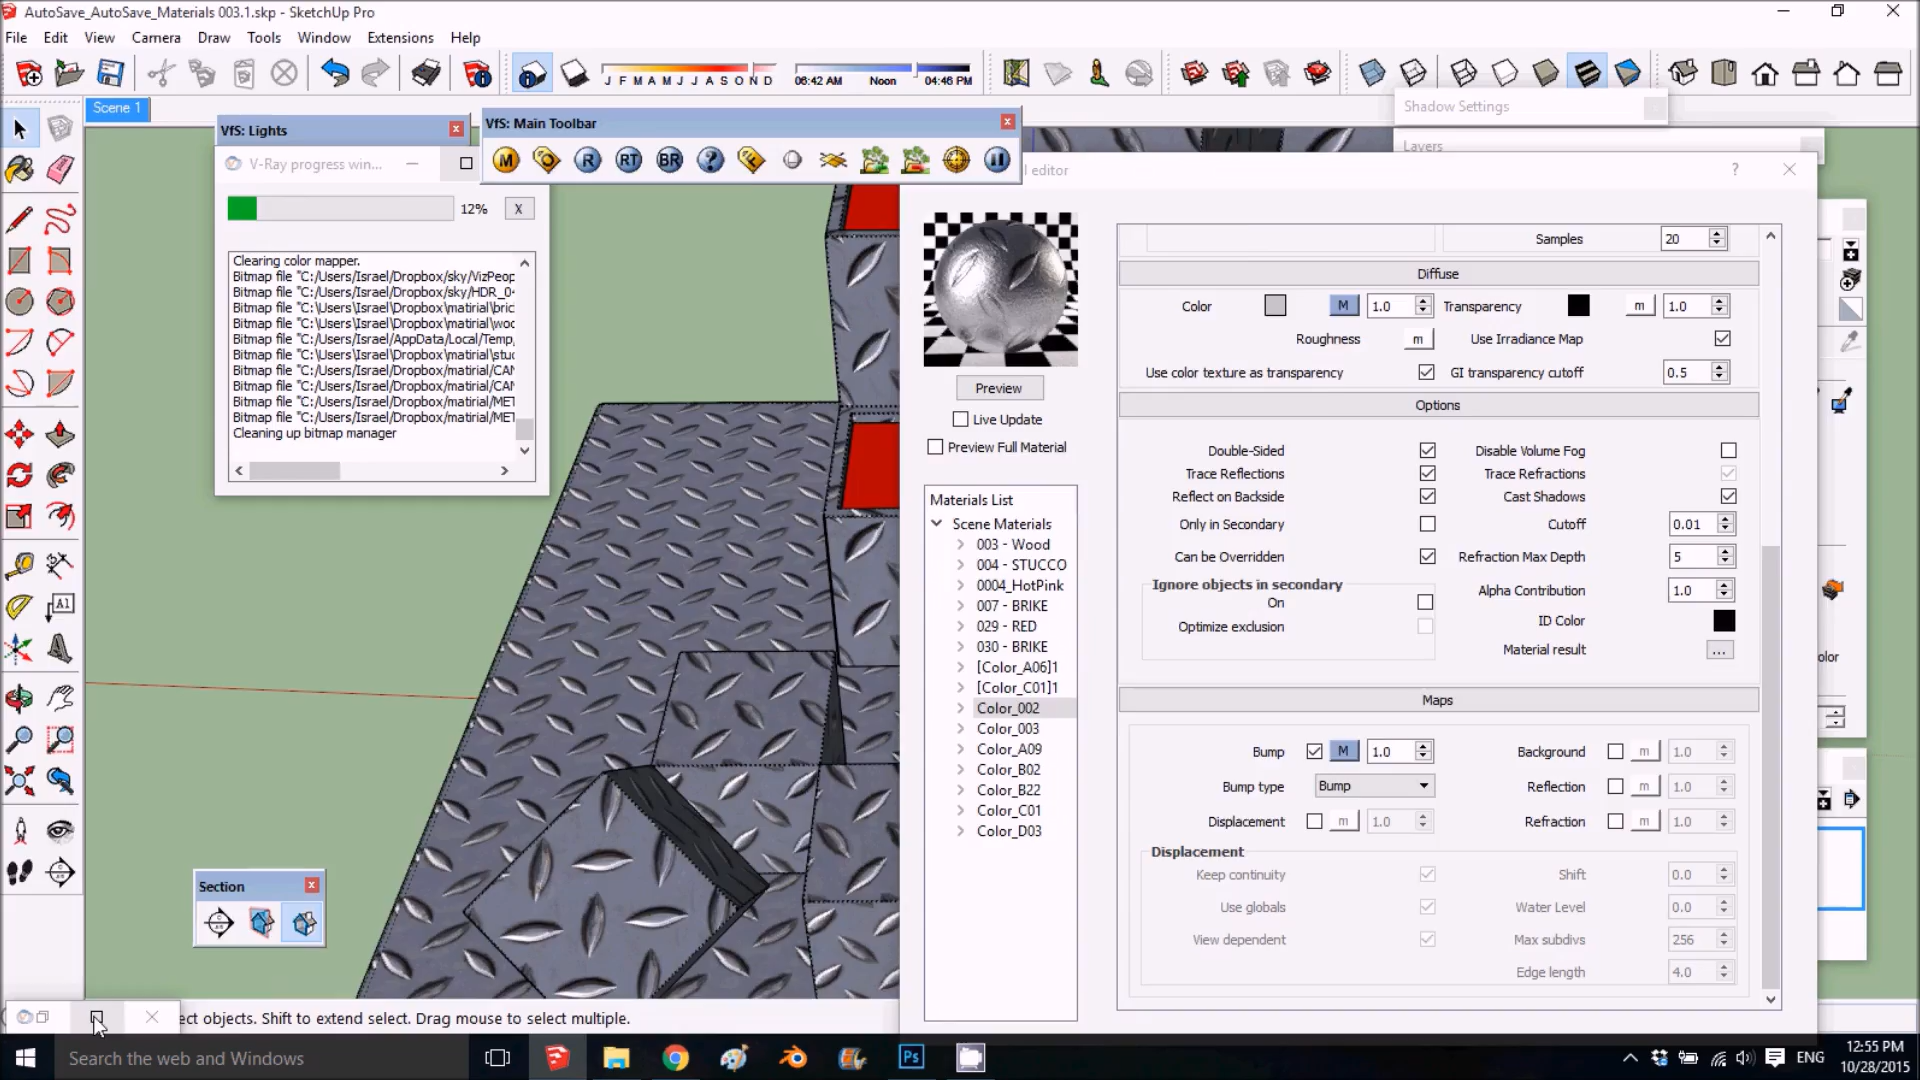 AutoSave_AutoSave_Materials 003.1.skp - SketchUp Pro
File Edit View Camera Draw Tools Window Extensions Help
J F M A M J J A S O N D
06:42 AM Noon 04:46 PM
Scene 1
Shadow Settings
Layers
VfS: Lights
VfS: Main Toolbar
M O R RT BR ? F
V-Ray progress win...
12%
X
Clearing color mapper.
Bitmap file "C:/Users/Israel/Dropbox/sky/VizPeop
Bitmap file "C:/Users/Israel/Dropbox/sky/HDR_0
Bitmap file "C:\Users\Israel\Dropbox\matirial\bric
Bitmap file "C:\Users\Israel\Dropbox\matirial\woo
Bitmap file "C:/Users/Israel/AppData/Local/Temp,
Bitmap file "C:\Users\Israel\Dropbox\matirial\stuc
Bitmap file "C:/Users/Israel/Dropbox/matirial/CAN
Bitmap file "C:/Users/Israel/Dropbox/matirial/CAN
Bitmap file "C:/Users/Israel/Dropbox/matirial/MET
Bitmap file "C:/Users/Israel/Dropbox/matirial/MET
Cleaning up bitmap manager
editor
?
Preview
Live Update
Preview Full Material
Materials List
Scene Materials
003 - Wood
004 - STUCCO
0004_HotPink
007 - BRIKE
029 - RED
030 - BRIKE
[Color_A06]1
[Color_C01]1
Color_002
Color_003
Color_A09
Color_B02
Color_B22
Color_C01
Color_D03
Samples 20
Diffuse
Color M 1.0 Transparency m 1.0
Roughness m Use Irradiance Map
Use color texture as transparency GI transparency cutoff 0.5
Options
Double-Sided Disable Volume Fog
Trace Reflections Trace Refractions
Reflect on Backside Cast Shadows
Only in Secondary Cutoff 0.01
Can be Overridden Refraction Max Depth 5
Ignore objects in secondary
On
Optimize exclusion
Alpha Contribution 1.0
ID Color
Material result ...
Maps
Bump M 1.0 Background m 1.0
Bump type Bump Reflection m 1.0
Displacement m 1.0 Refraction m 1.0
Displacement
Keep continuity Shift 0.0
Use globals Water Level 0.0
View dependent Max subdivs 256
Edge length 4.0
olor
Section
ect objects. Shift to extend select. Drag mouse to select multiple.
Search the web and Windows
Ps
ENG
12:55 PM
10/28/2015